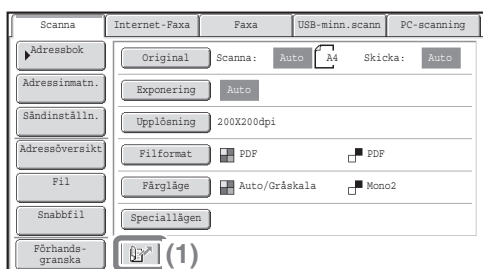 Scanna Internet-Faxa Faxa USB-minn.scann PC-scanning
Adressbok
Original Scanna: Auto A4 Skicka: Auto
Adressinmatn.
Exponering Auto
Sändinställn.
Upplösning 200X200dpi
Adressöversikt
Filformat PDF PDF
Fil
Färgläge Auto/Gråskala Mono2
Snabbfil
Speciallägen
Förhands-
granska
(1)